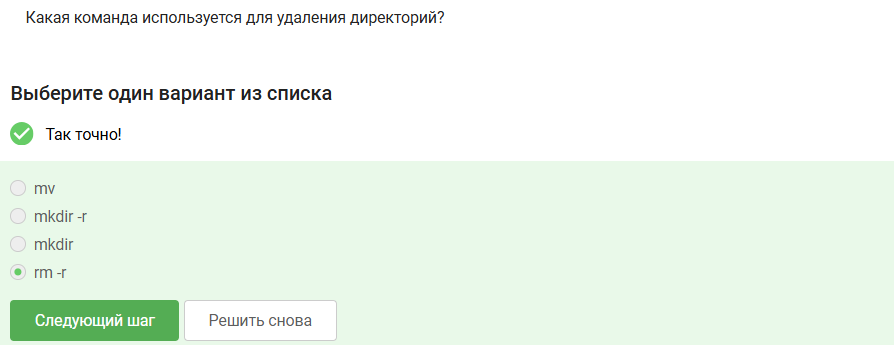 Какая команда используется для удаления директорий?
Выберите один вариант из списка
Так точно!
mv
mkdir -r
mkdir
rm -r
Следующий шаг Решить снова